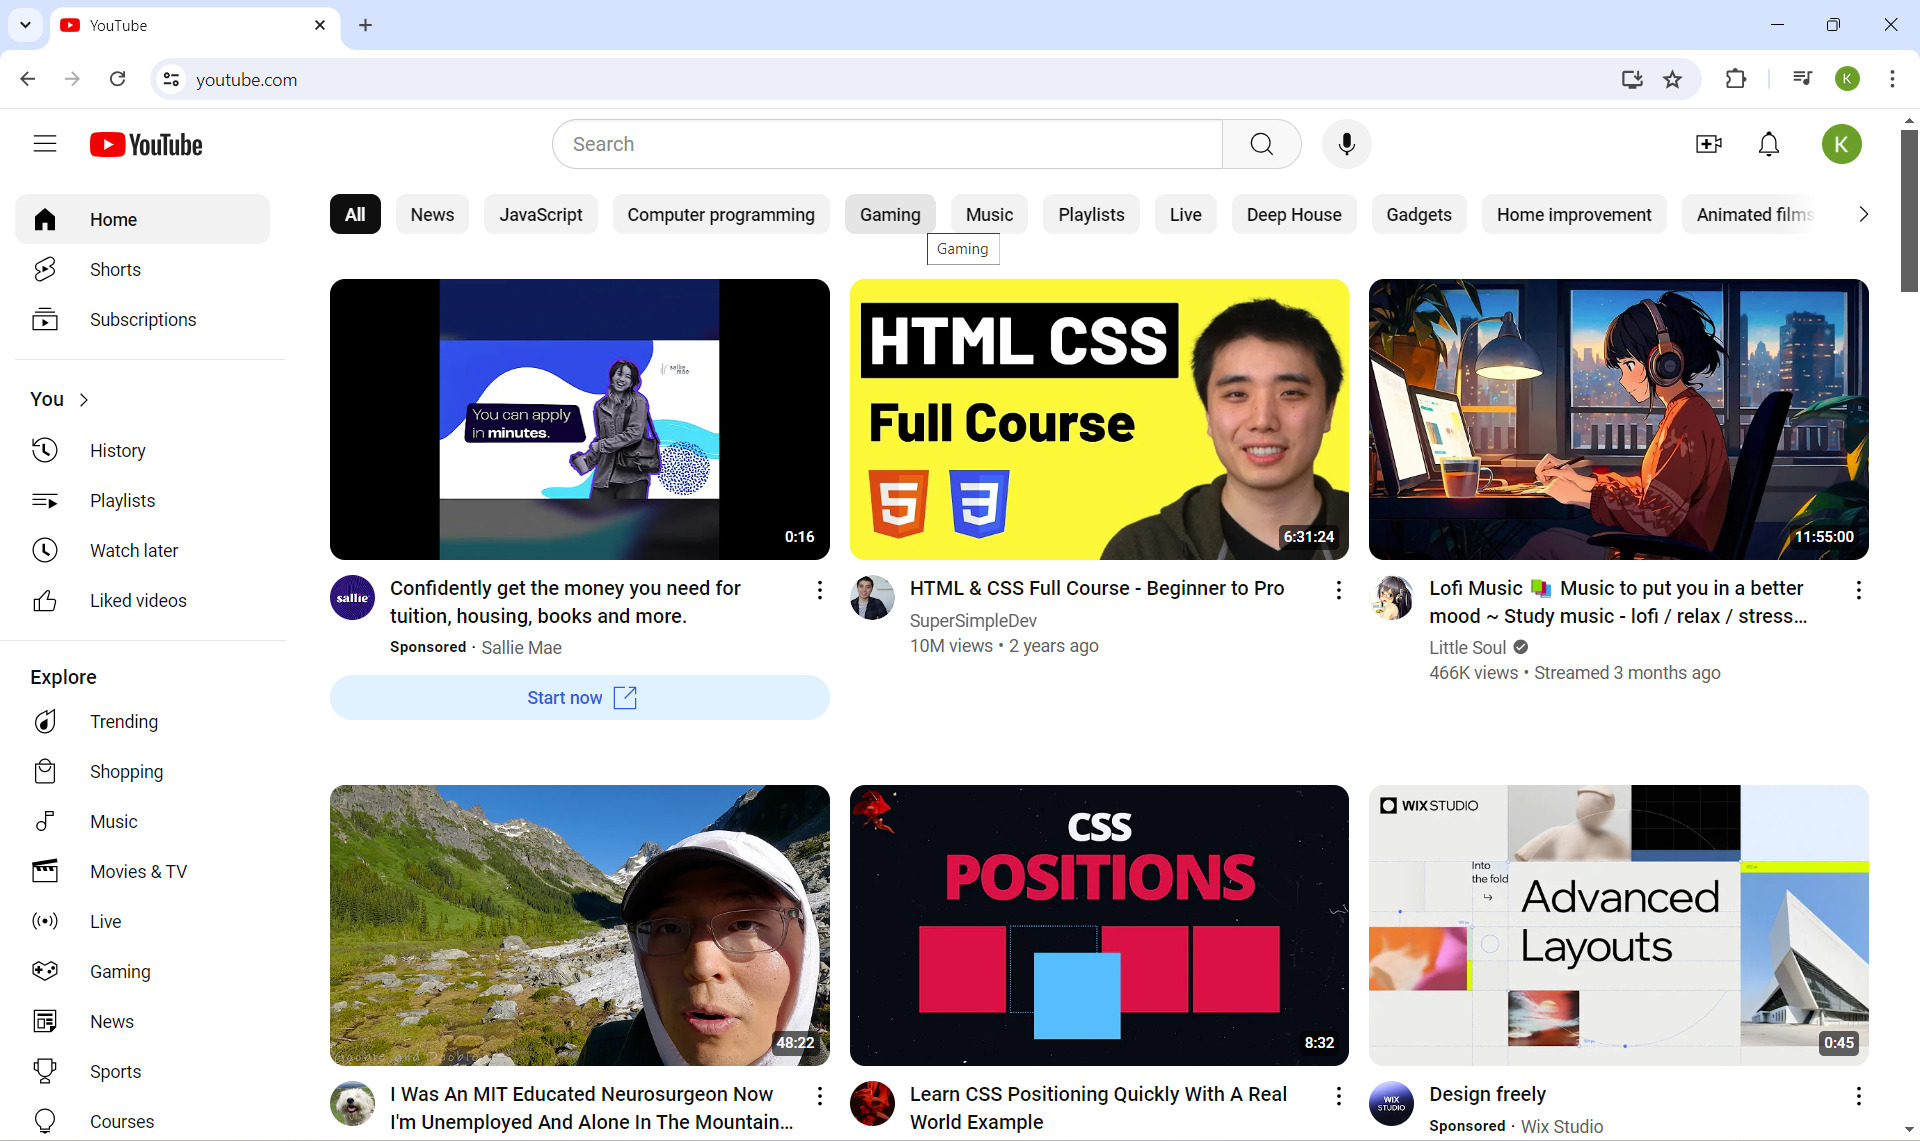 YouTube
youtube.com
K
YouTube
Search
K
Home
Shorts
Subscriptions
You
History
Playlists
Watch later
Liked videos
Explore
Trending
Shopping
Music
Movies & TV
Live
Gaming
News
Sports
Courses
All
News
JavaScript
Computer programming
Gaming
Music
Playlists
Live
Deep House
Gadgets
Home improvement
Animated films
Gaming
sallie mae
You can apply
in minutes.
0:16
HTML CSS
Full Course
5
3
6:31:24
11:55:00
sallie
Confidently get the money you need for
tuition, housing, books and more.
Sponsored · Sallie Mae
Start now
HTML & CSS Full Course - Beginner to Pro
SuperSimpleDev
10M views • 2 years ago
Lofi Music Music to put you in a better
mood ~ Study music - lofi / relax / stress...
Little Soul
466K views • Streamed 3 months ago
48:22
CSS
POSITIONS
8:32
WIX STUDIO
Into
the fold
Advanced
Layouts
0:45
I Was An MIT Educated Neurosurgeon Now
I'm Unemployed And Alone In The Mountain...
Learn CSS Positioning Quickly With A Real
World Example
WIX
STUDIO
Design freely
Sponsored · Wix Studio